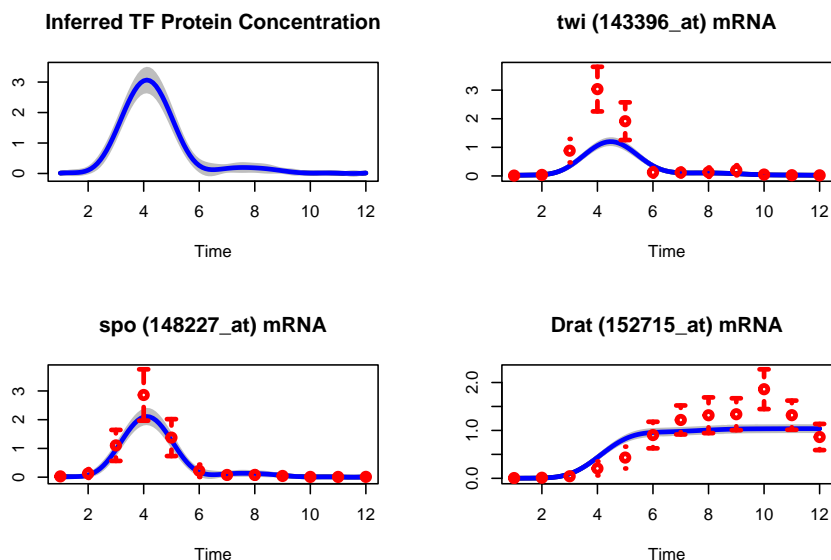 Inferred TF Protein Concentration
3
2
1
0
2 4 6 8 10 12
Time
twi (143396_at) mRNA
3
2
1
0
2 4 6 8 10 12
Time
spo (148227_at) mRNA
3
2
1
0
2 4 6 8 10 12
Time
Drat (152715_at) mRNA
2.0
1.0
0.0
2 4 6 8 10 12
Time